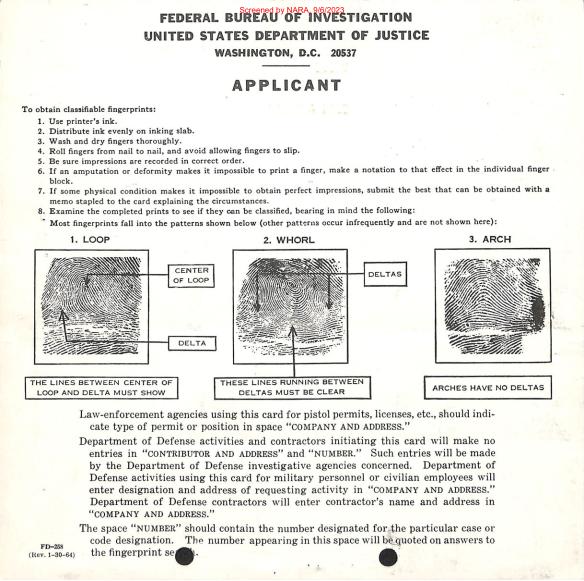 Screened by NARA, 9/6/2023
FEDERAL BUREAU OF INVESTIGATION
UNITED STATES DEPARTMENT OF JUSTICE
WASHINGTON, D.C. 20537
APPLICANT
To obtain classifiable fingerprints:
1. Use printer's ink.
2. Distribute ink evenly on inking slab.
3. Wash and dry fingers thoroughly.
4. Roll fingers from nail to nail, and avoid allowing fingers to slip.
5. Be sure impressions are recorded in correct order.
6. If an amputation or deformity makes it impossible to print a finger, make a notation to that effect in the individual finger
block.
7. If some physical condition makes it impossible to obtain perfect impressions, submit the best that can be obtained with a
memo stapled to the card explaining the circumstances.
8. Examine the completed prints to see if they can be classified, bearing in mind the following:
Most fingerprints fall into the patterns shown below (other patterns occur infrequently and are not shown here):
1. LOOP
2. WHORL
3. ARCH
CENTER
OF LOOP
DELTAS
DELTA
THE LINES BETWEEN CENTER OF
LOOP AND DELTA MUST SHOW
THESE LINES RUNNING BETWEEN
DELTAS MUST BE CLEAR
ARCHES HAVE NO DELTAS
Law-enforcement agencies using this card for pistol permits, licenses, etc., should indi-
cate type of permit or position in space "COMPANY AND ADDRESS."
Department of Defense activities and contractors initiating this card will make no
entries in "CONTRIBUTOR AND ADDRESS" and "NUMBER." Such entries will be made
by the Department of Defense investigative agencies concerned. Department of
Defense activities using this card for military personnel or civilian employees will
enter designation and address of requesting activity in "COMPANY AND ADDRESS."
Department of Defense contractors will enter contractor's name and address in
"COMPANY AND ADDRESS."
The space "NUMBER" should contain the number designated for the particular case or
code designation. The number appearing in this space will be quoted on answers to
the fingerprint
FD-258
(Rev. 1-30-64)